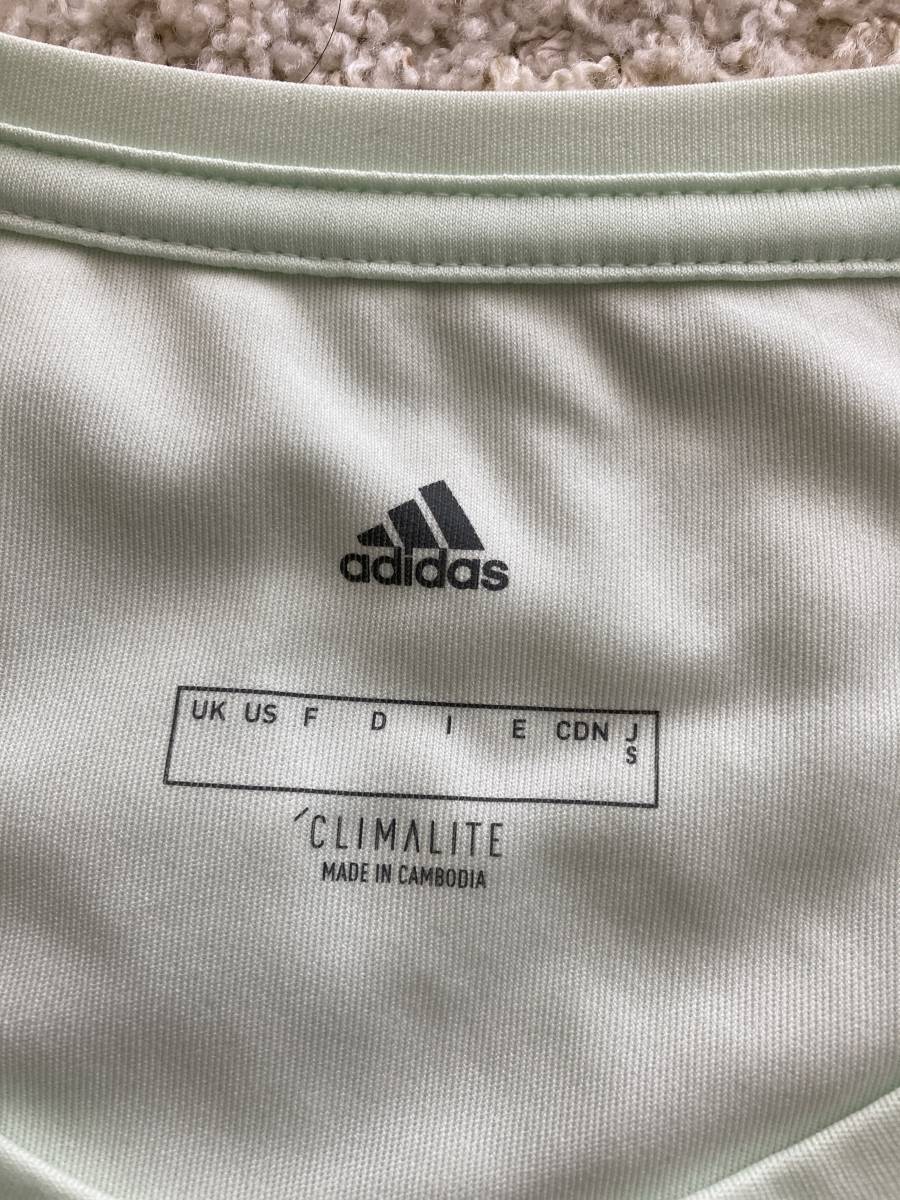 adidas
UK US F D I E CDN J
S
´CLIMALITE
MADE IN CAMBODIA